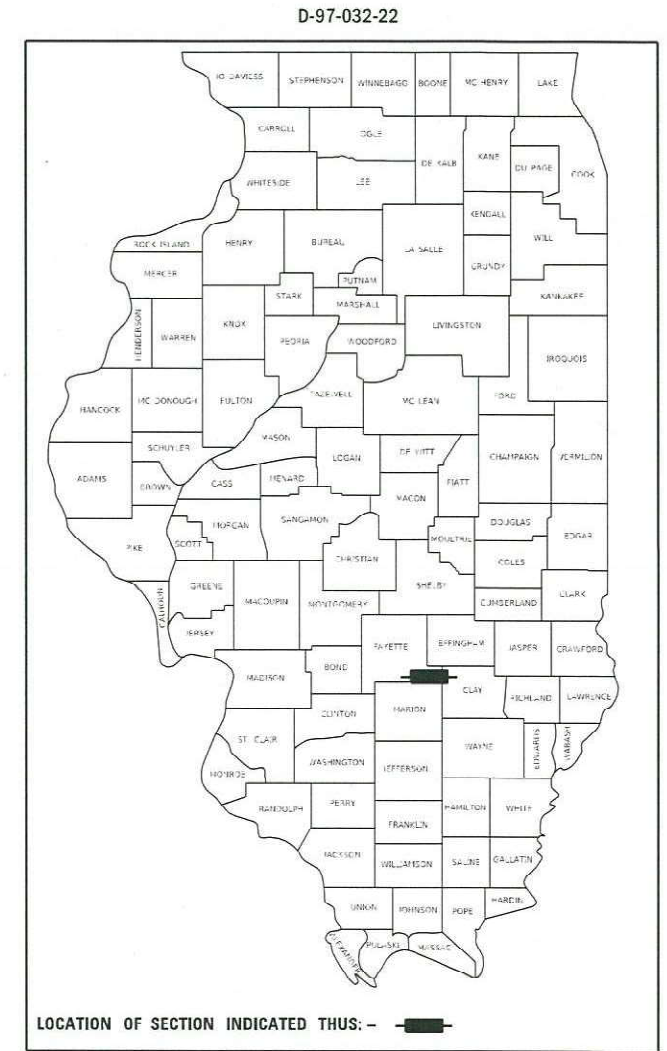 D-97-032-22
JO DAVIESS STEPHENSON WINNEBAGO BOONE MC HENRY LAKE
CARROLL OGLE
DE KALB KANE DU PAGE COOK
WHITESIDE LEE
KENDALL
ROCK ISLAND HENRY BUREAU LA SALLE WILL
MERCER PUTNAM GRUNDY
STARK MARSHALL KANKAKEE
HENDERSON WARREN KNOX PEORIA WOODFORD LIVINGSTON
IROQUOIS
HANCOCK MC DONOUGH FULTON TAZEWELL MC LEAN FORD
MASON
SCHUYLER LOGAN DE WITT CHAMPAIGN VERMILION
ADAMS BROWN CASS MENARD PIATT
MACON
PIKE SCOTT MORGAN SANGAMON MOULTRIE DOUGLAS EDGAR
CHRISTIAN COLES
CALHOUN GREENE MACOUPIN MONTGOMERY SHELBY CUMBERLAND CLARK
JERSEY FAYETTE EFFINGHAM JASPER CRAWFORD
MADISON BOND
CLAY RICHLAND LAWRENCE
CLINTON MARION
ST. CLAIR WAYNE EDWARDS WABASH
MONROE WASHINGTON JEFFERSON
RANDOLPH PERRY HAMILTON WHITE
FRANKLIN
JACKSON WILLIAMSON SALINE GALLATIN
UNION JOHNSON POPE HARDIN
ALEXANDER PULASKI MASSAC
LOCATION OF SECTION INDICATED THUS: –